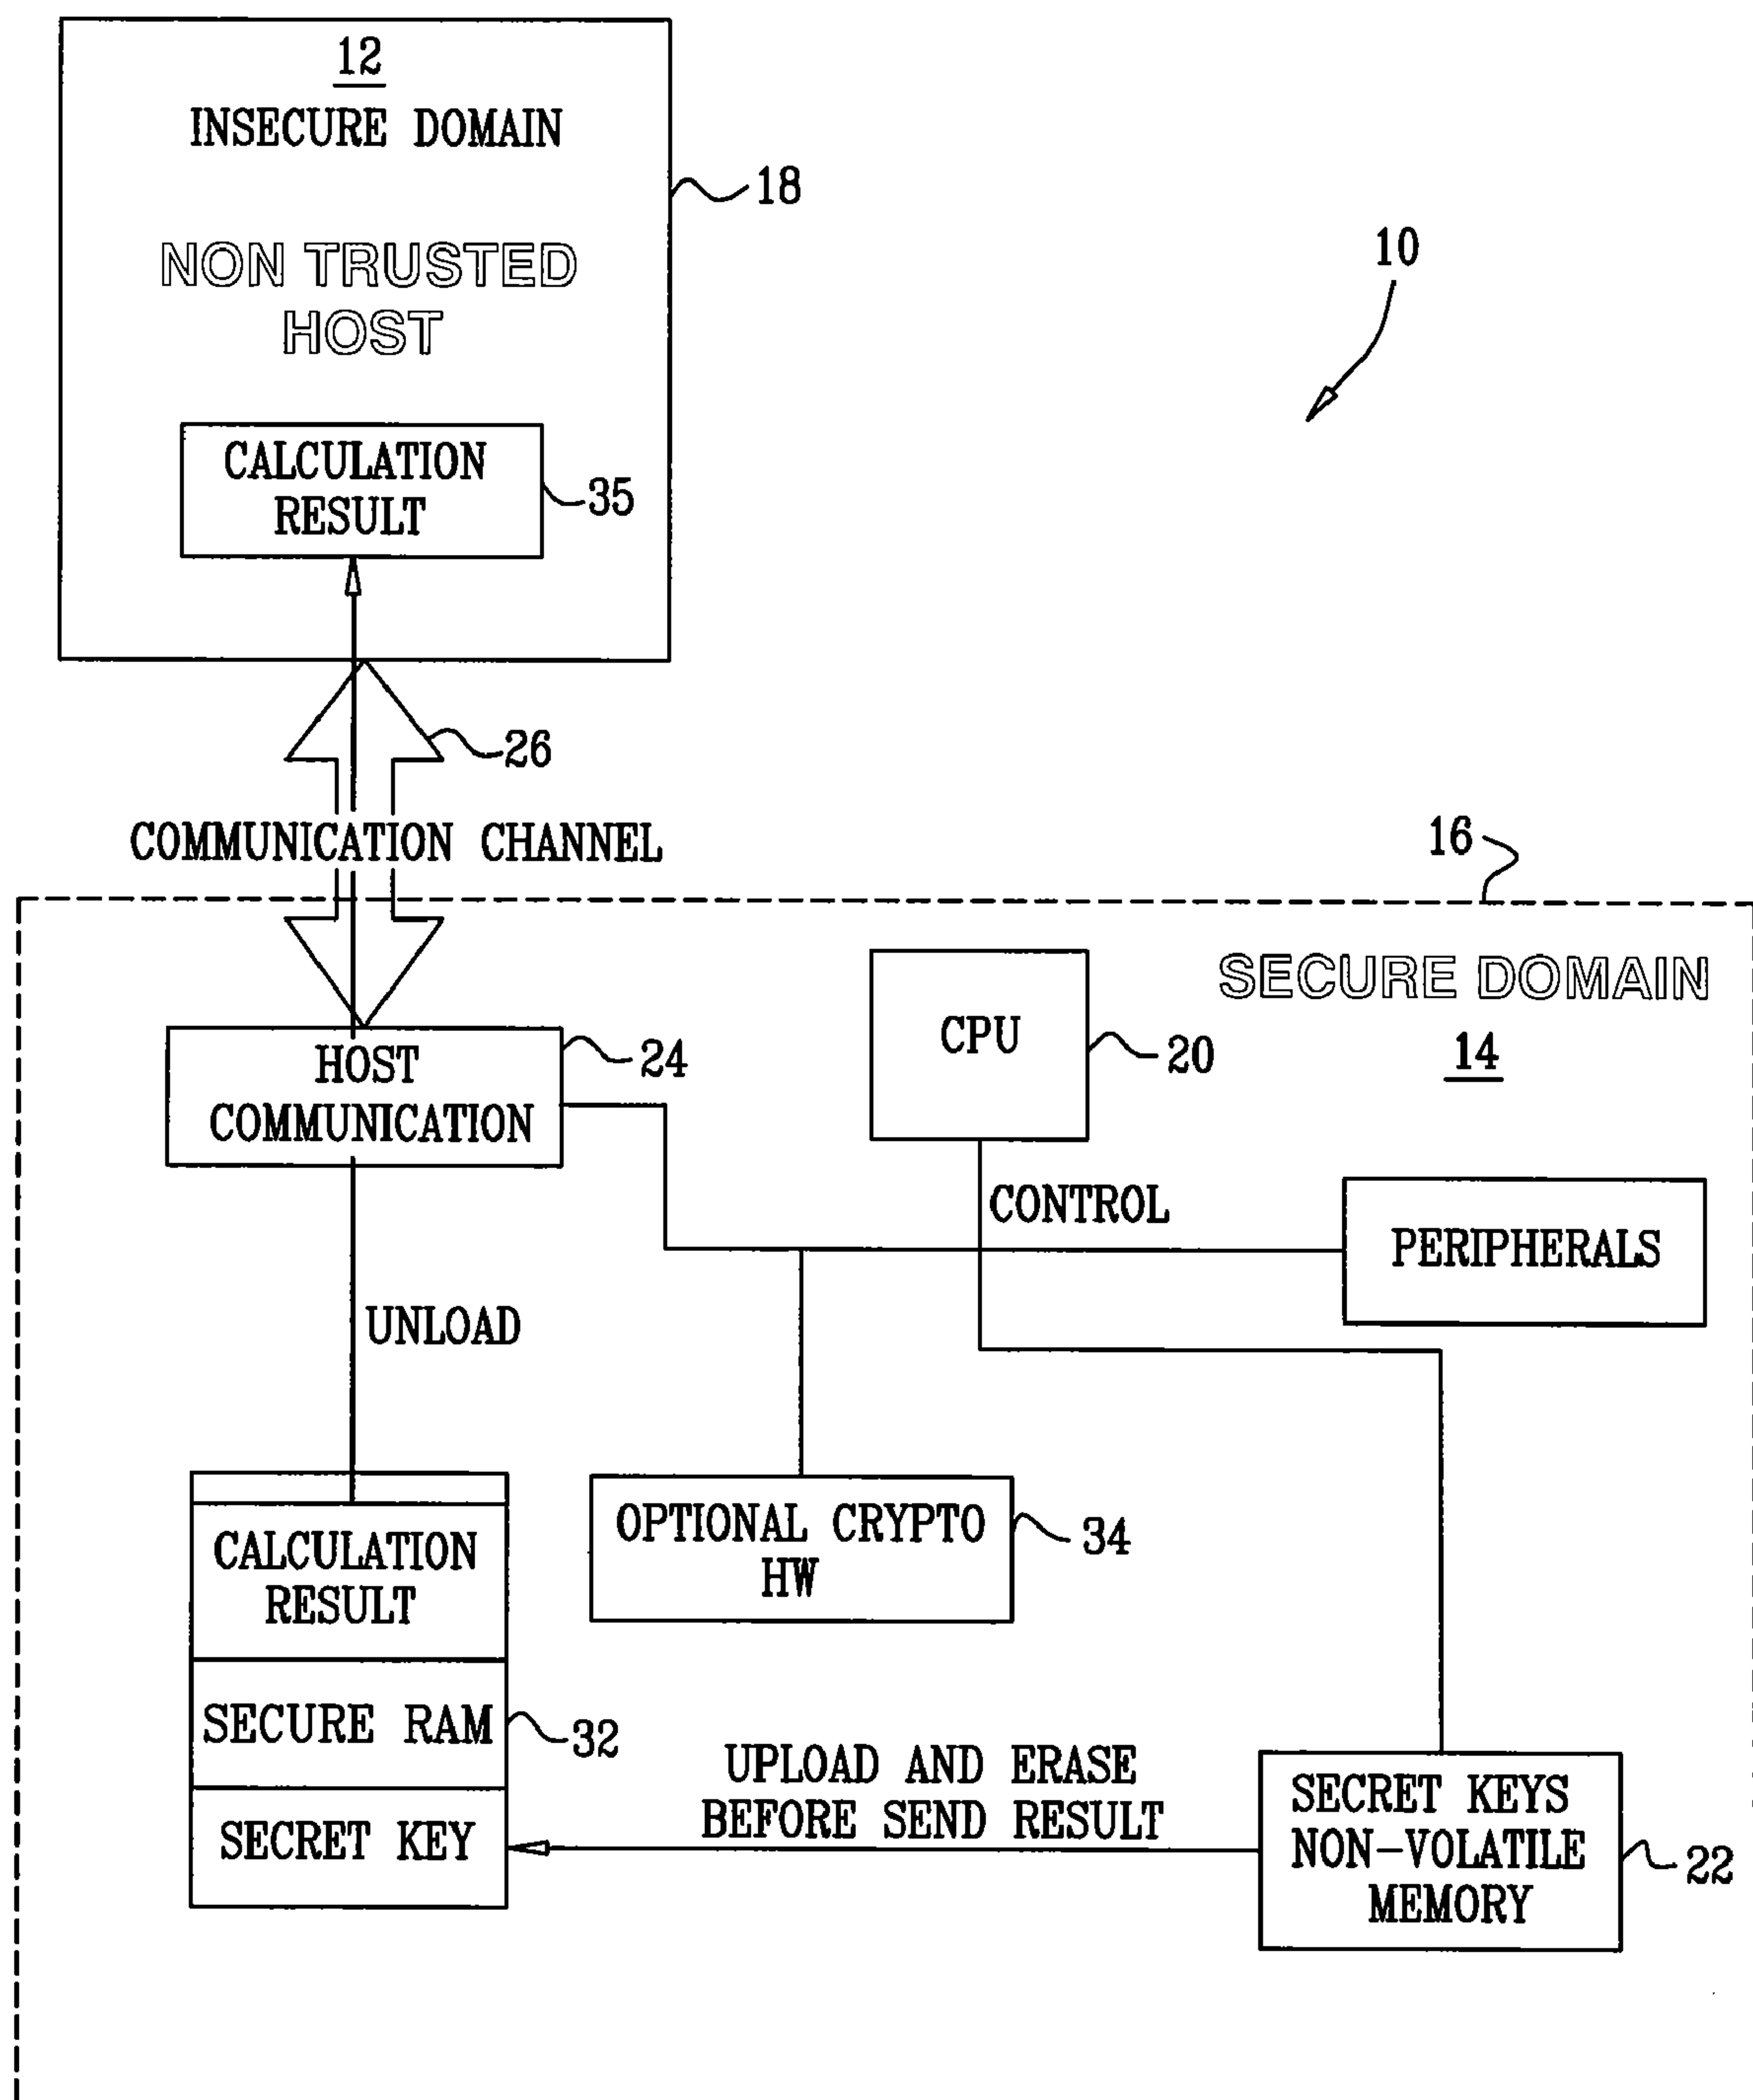 12
INSECURE DOMAIN
18
NON TRUSTED
HOST
10
CALCULATION
RESULT
35
26
COMMUNICATION CHANNEL
16
SECURE DOMAIN
14
CPU
20
HOST
COMMUNICATION
24
CONTROL
PERIPHERALS
UNLOAD
CALCULATION
RESULT
OPTIONAL CRYPTO
HW
34
SECURE RAM
32
UPLOAD AND ERASE
BEFORE SEND RESULT
SECRET KEY
SECRET KEYS
NON-VOLATILE
MEMORY
22